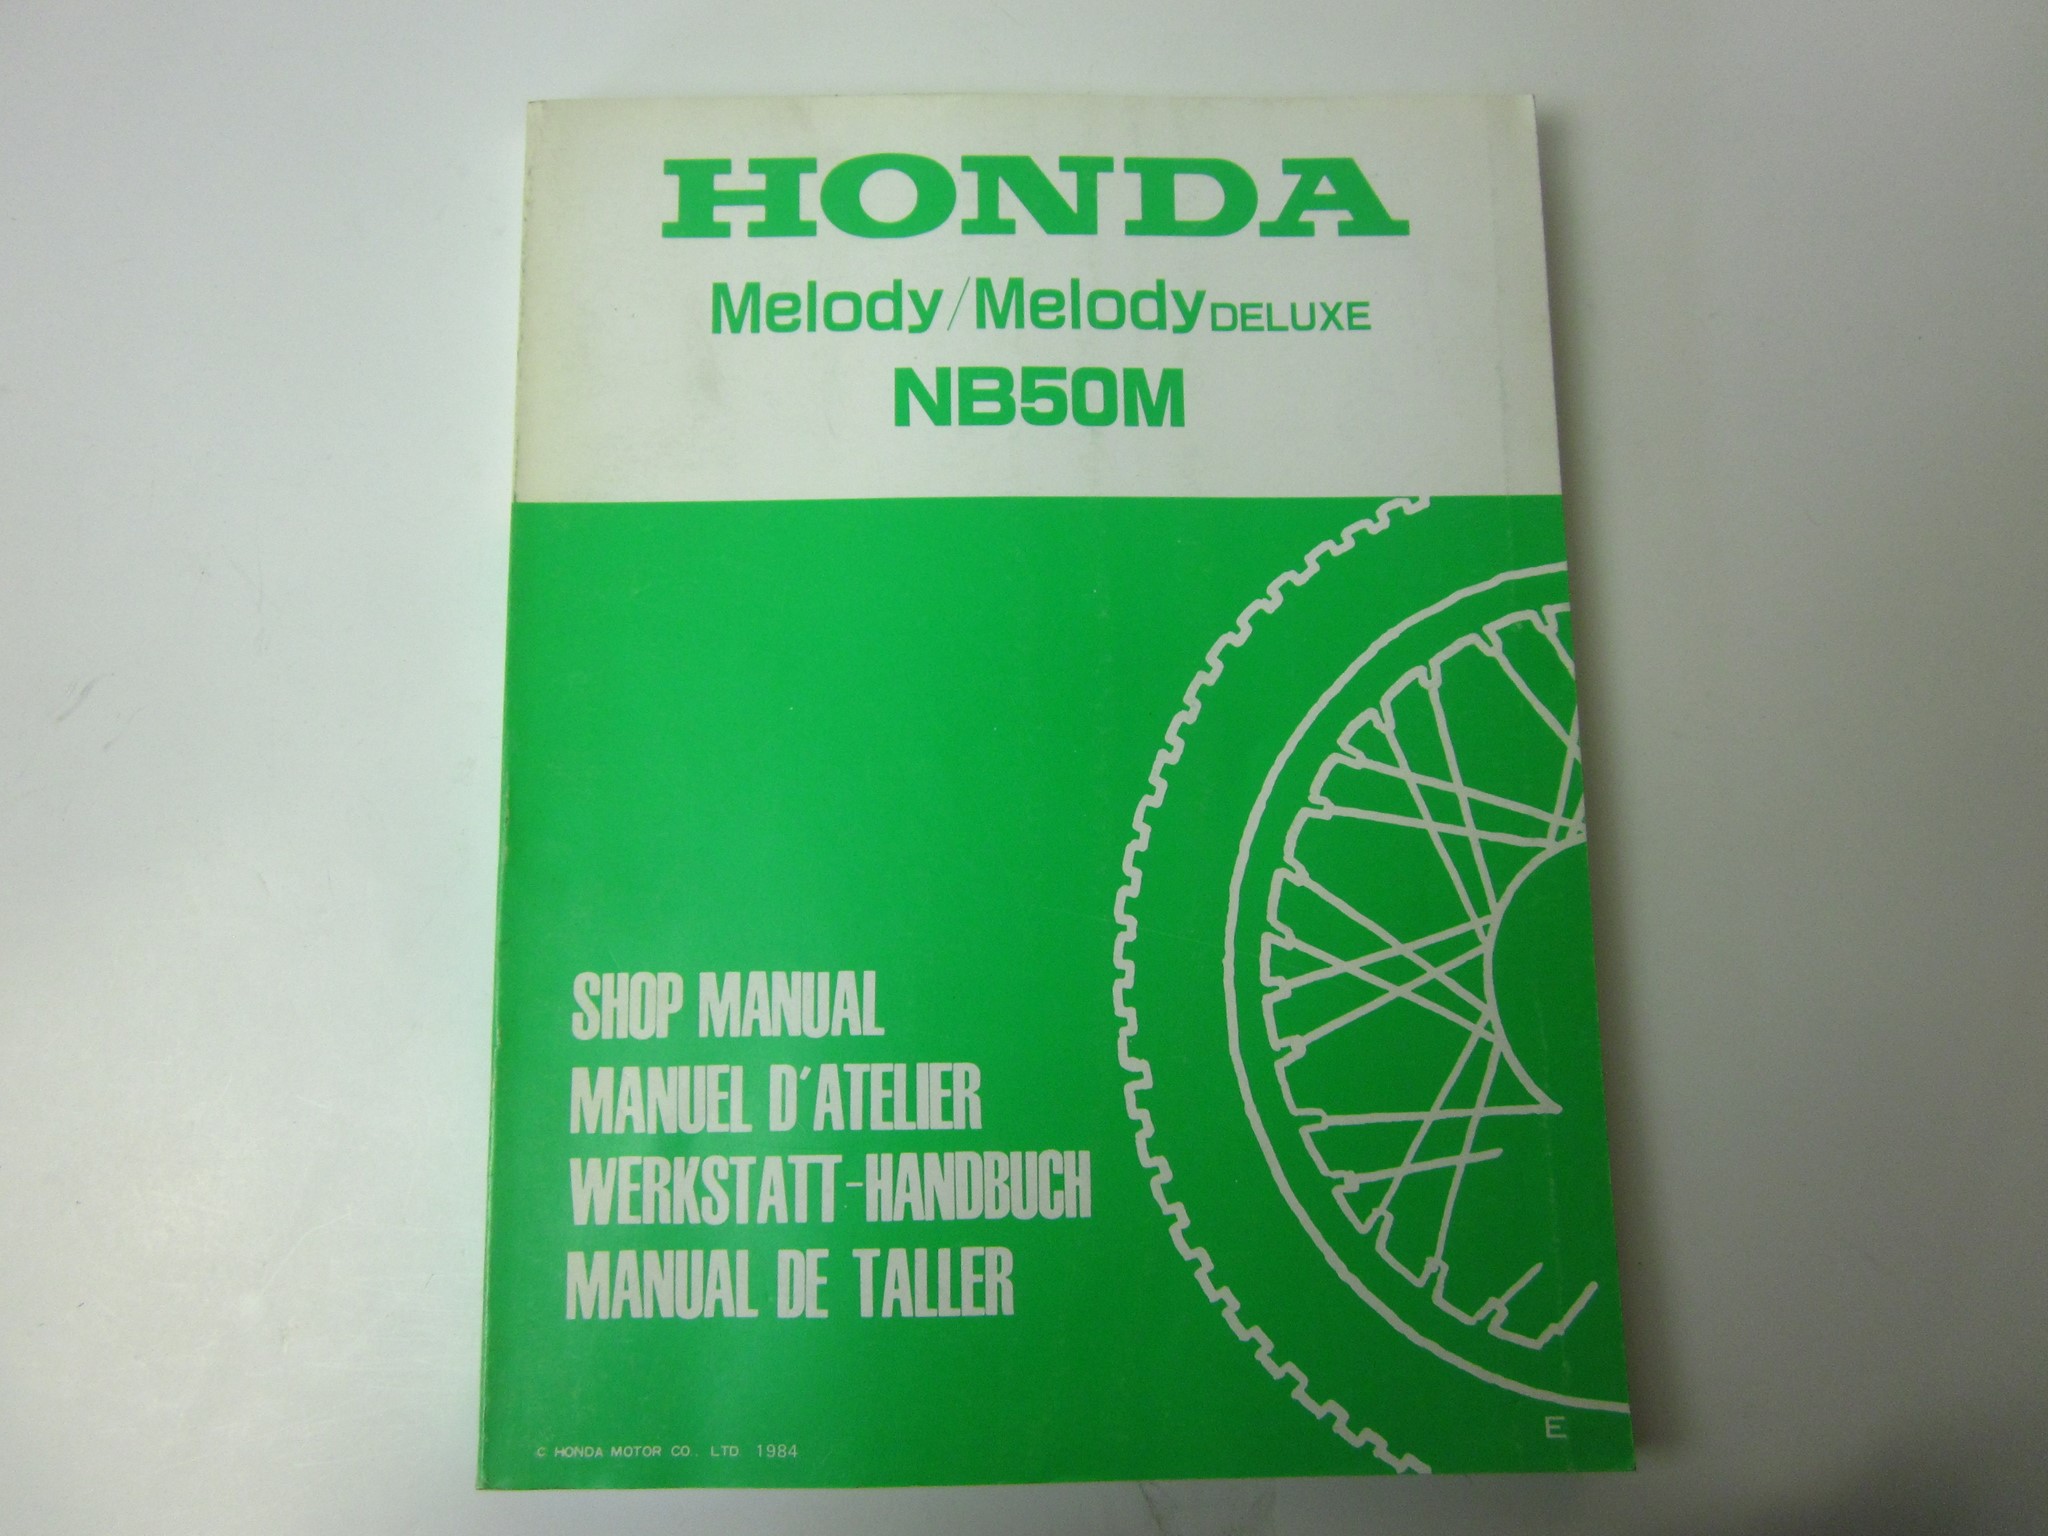 HONDA
Melody/Melody DELUXE
NB50M
SHOP MANUAL
MANUEL D'ATELIER
WERKSTATT-HANDBUCH
MANUAL DE TALLER
E
C HONDA MOTOR CO., LTD. 1984